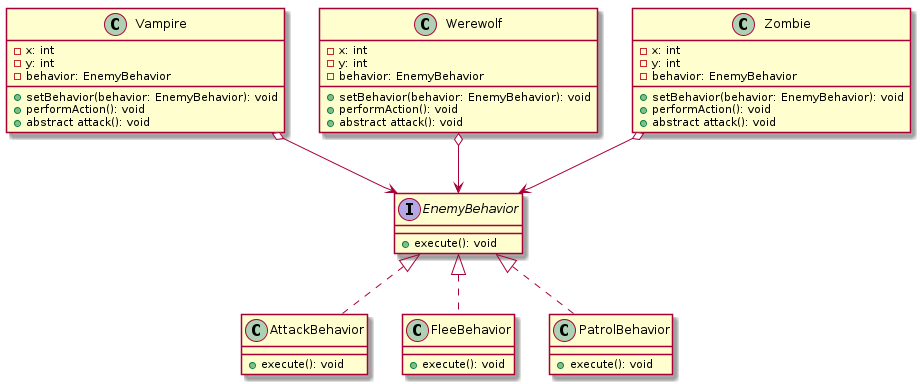 C Vampire
x: int
y: int
behavior: EnemyBehavior
setBehavior(behavior: EnemyBehavior): void
performAction(): void
abstract attack(): void
C Werewolf
x: int
y: int
behavior: EnemyBehavior
setBehavior(behavior: EnemyBehavior): void
performAction(): void
abstract attack(): void
C Zombie
x: int
y: int
behavior: EnemyBehavior
setBehavior(behavior: EnemyBehavior): void
performAction(): void
abstract attack(): void
I EnemyBehavior
execute(): void
C AttackBehavior
execute(): void
C FleeBehavior
execute(): void
C PatrolBehavior
execute(): void